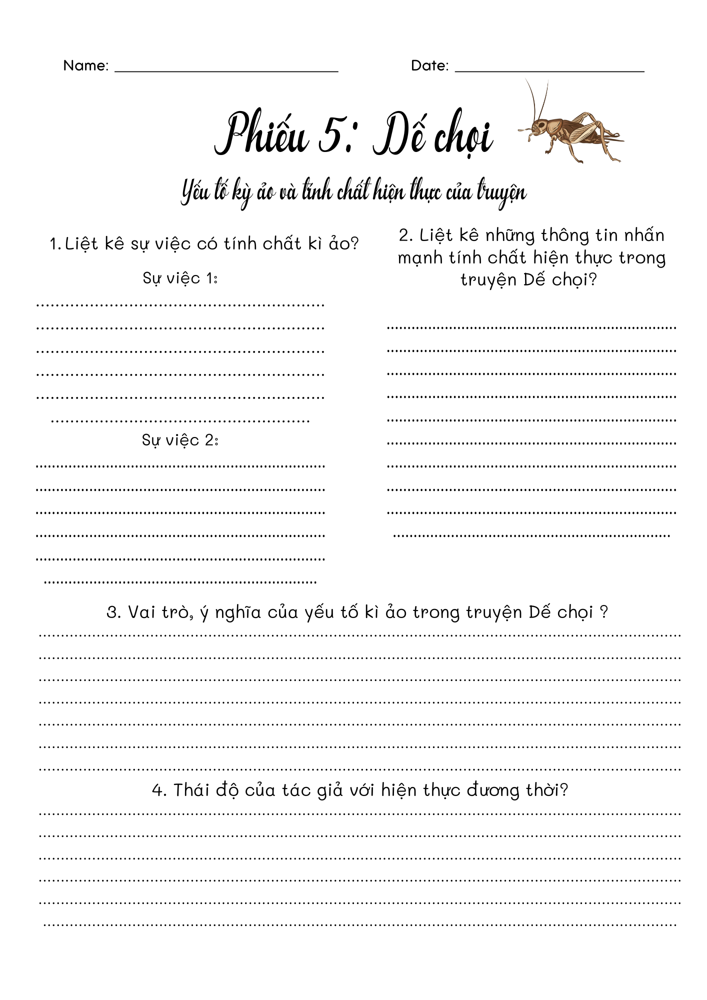 Name: ____________ Date: ____________
Phiếu 5: Dế chọi
Yếu tố kỳ ảo và tính chất hiện thực của truyện
1. Liệt kê sự việc có tính chất kì ảo?
Sự việc 1:
Sự việc 2:
2. Liệt kê những thông tin nhấn
mạnh tính chất hiện thực trong
truyện Dế chọi?
3. Vai trò, ý nghĩa của yếu tố kì ảo trong truyện Dế chọi ?
4. Thái độ của tác giả với hiện thực đương thời?